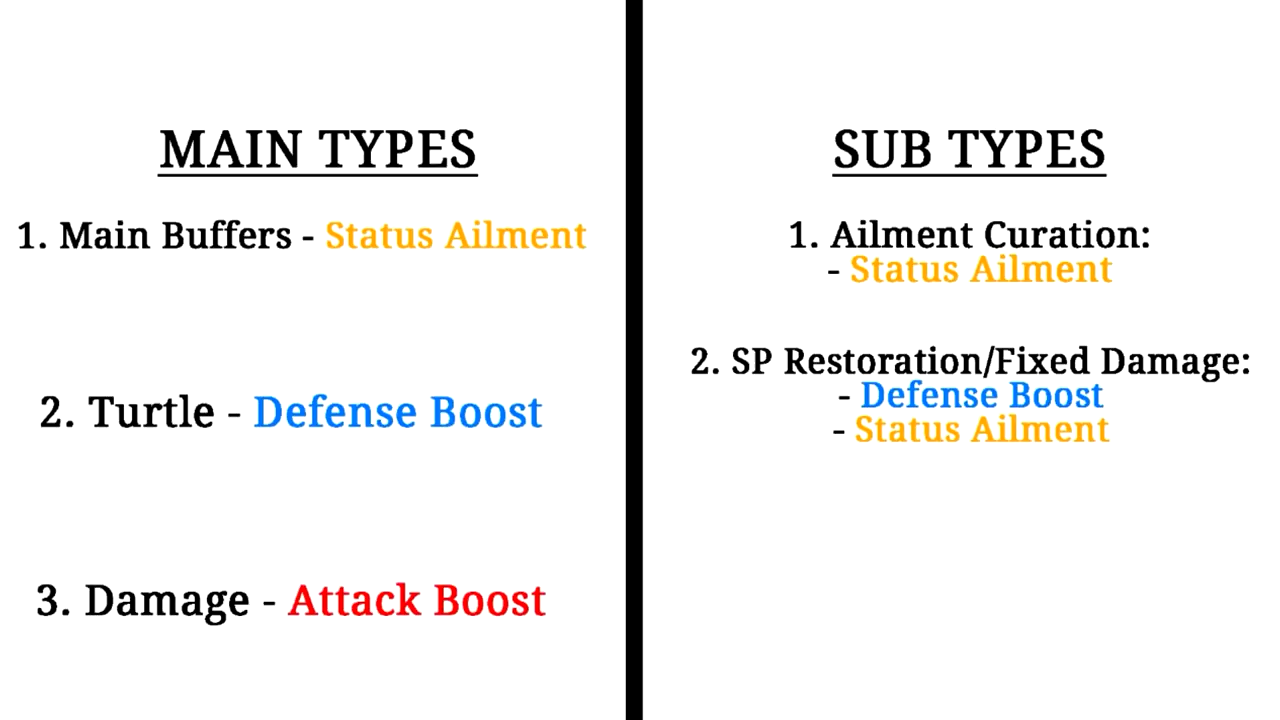 MAIN TYPES
1. Main Buffers - Status Ailment
2. Turtle - Defense Boost
3. Damage - Attack Boost
SUB TYPES
1. Ailment Curation:
- Status Ailment
2. SP Restoration/Fixed Damage:
- Defense Boost
- Status Ailment